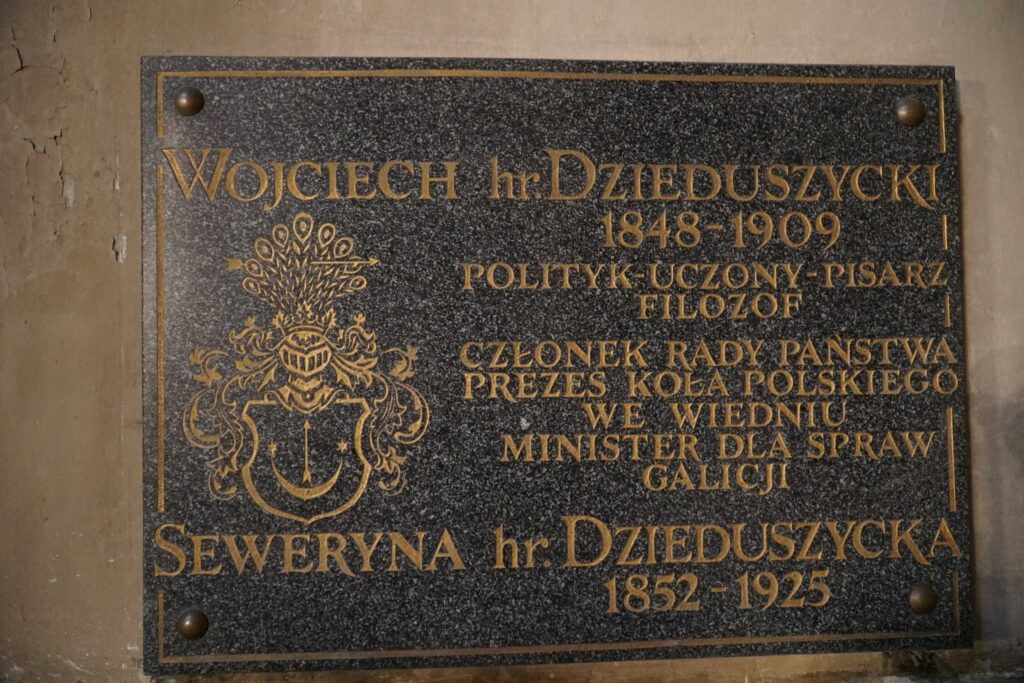 WOJCIECH hr. DZIEDUSZYCKI
1848-1909
POLITYK-UCZONY-PISARZ
FILOZOF
CZŁONEK RADY PAŃSTWA
PREZES KOŁA POLSKIEGO
WE WIEDNIU
MINISTER DLA SPRAW
GALICJI
SEWERYNA hr. DZIEDUSZYCKA
1852-1925